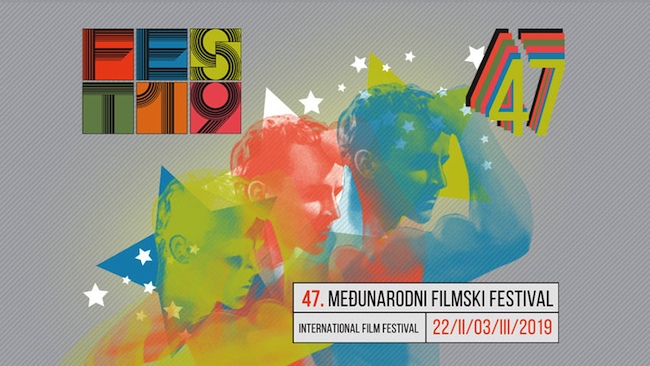 FES
T19
47
47. MEĐUNARODNI FILMSKI FESTIVAL
INTERNATIONAL FILM FESTIVAL
22/II/03/III/2019